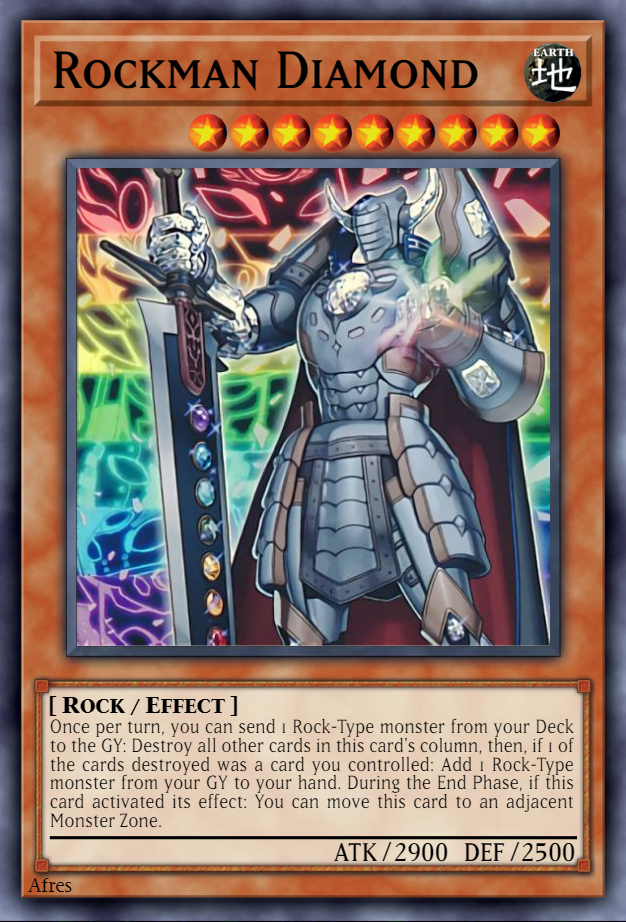 Rockman Diamond
EARTH
地
[ Rock / Effect ]
Once per turn, you can send 1 Rock-Type monster from your Deck
to the GY: Destroy all other cards in this card's column, then, if 1 of
the cards destroyed was a card you controlled: Add 1 Rock-Type
monster from your GY to your hand. During the End Phase, if this
card activated its effect: You can move this card to an adjacent
Monster Zone.
ATK/2900 DEF/2500
Afres